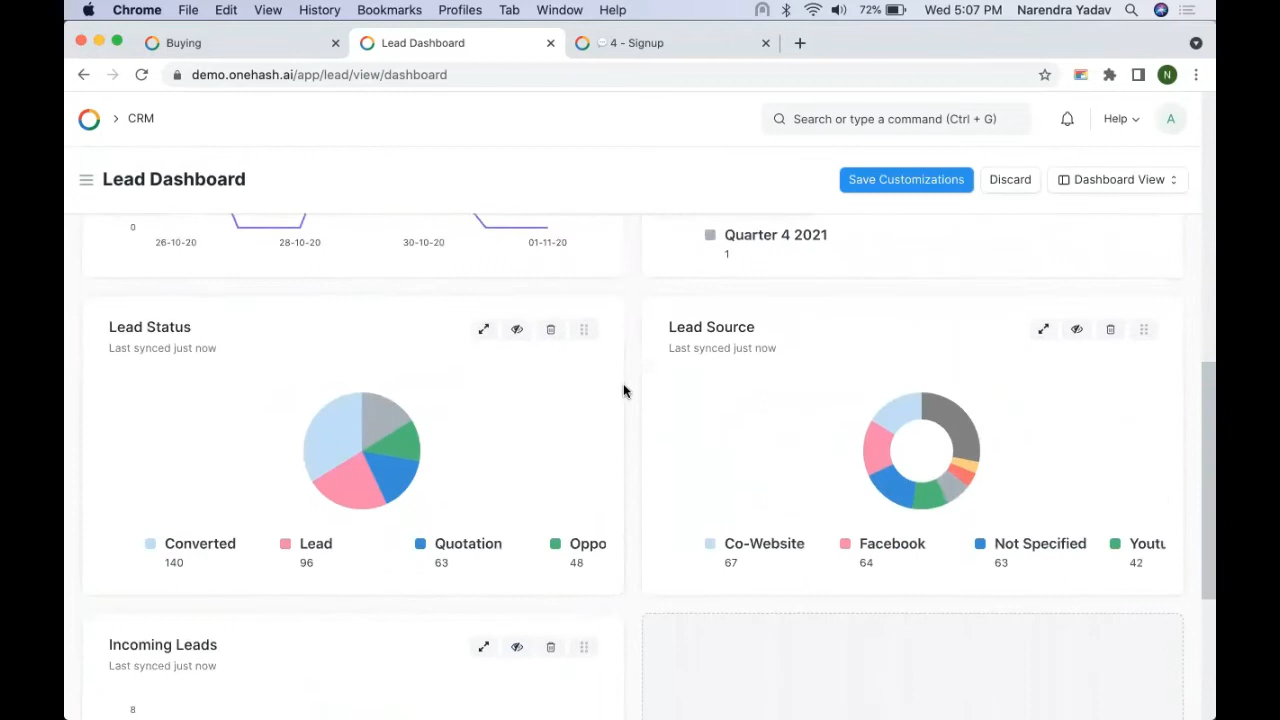 Chrome File Edit View History Bookmarks Profiles Tab Window Help 72% Wed 5:07 PM Narendra Yadav
Buying Lead Dashboard 4 - Signup
demo.onehash.ai/app/lead/view/dashboard N
CRM Search or type a command (Ctrl + G) Help A
Lead Dashboard Save Customizations Discard Dashboard View
0
26-10-20 28-10-20 30-10-20 01-11-20
Quarter 4 2021
1
Lead Status
Last synced just now
Converted Lead Quotation Oppo
140 96 63 48
Lead Source
Last synced just now
Co-Website Facebook Not Specified Youtu
67 64 63 42
Incoming Leads
Last synced just now
8